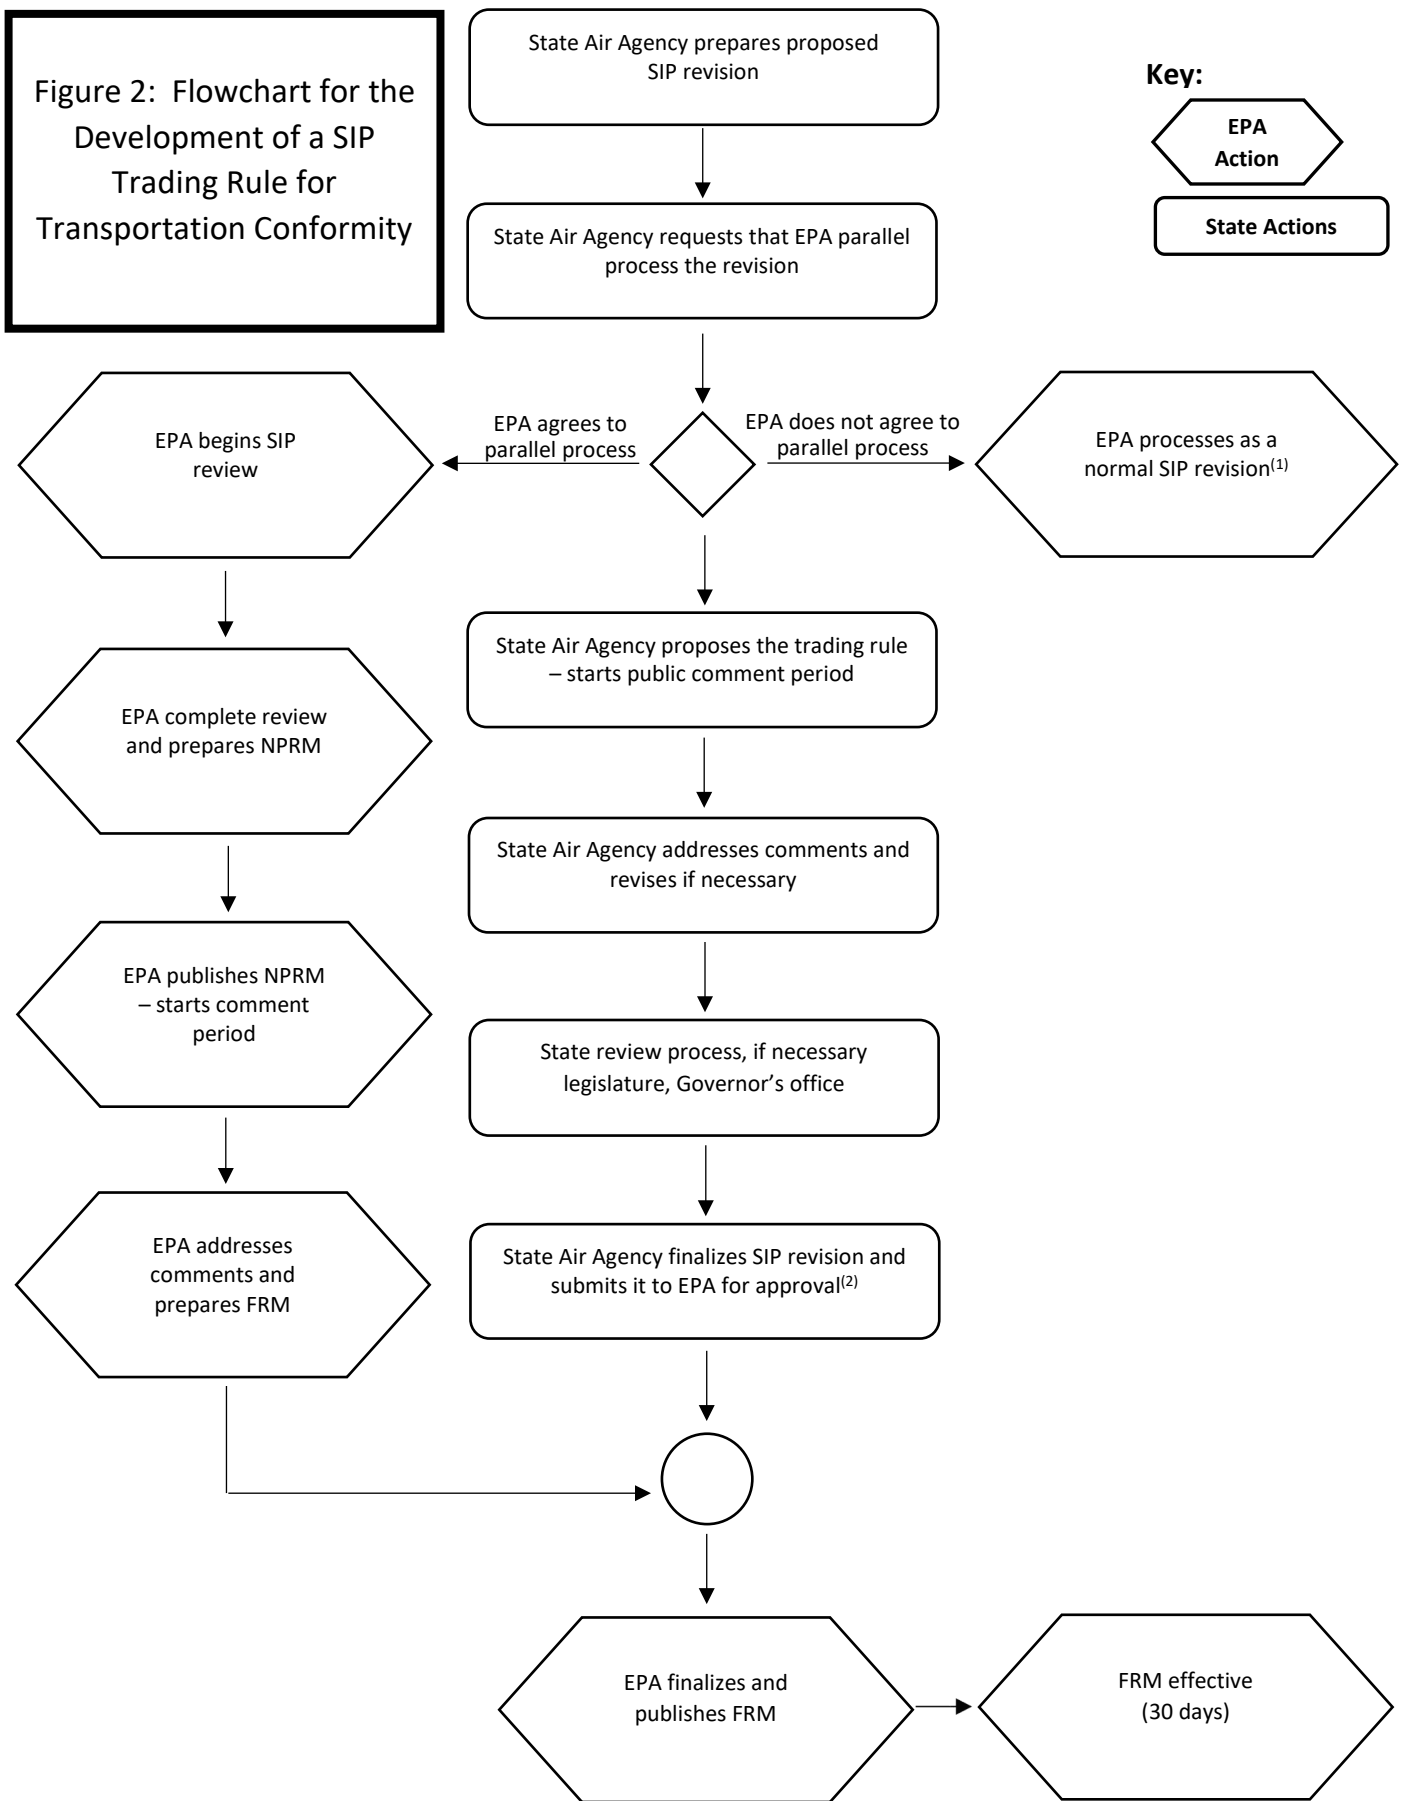 Figure 2:  Flowchart for the
Development of a SIP
Trading Rule for
Transportation Conformity
State Air Agency prepares proposed
SIP revision
Key:
EPA
Action
State Actions
State Air Agency requests that EPA parallel
process the revision
EPA agrees to
parallel process
EPA does not agree to
parallel process
EPA begins SIP
review
EPA processes as a
normal SIP revision(1)
EPA complete review
and prepares NPRM
State Air Agency proposes the trading rule
– starts public comment period
State Air Agency addresses comments and
revises if necessary
EPA publishes NPRM
– starts comment
period
State review process, if necessary
legislature, Governor’s office
EPA addresses
comments and
prepares FRM
State Air Agency finalizes SIP revision and
submits it to EPA for approval(2)
EPA finalizes and
publishes FRM
FRM effective
(30 days)